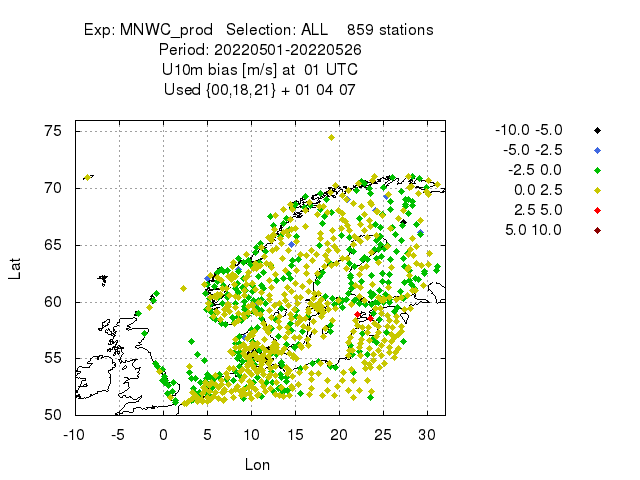 Exp: MNWC_prod   Selection: ALL    859 stations
Period: 20220501-20220526
U10m bias [m/s] at  01 UTC
Used {00,18,21} + 01 04 07
-10.0 -5.0
-5.0 -2.5
-2.5 0.0
0.0 2.5
2.5 5.0
5.0 10.0
75
70
65
60
55
50
Lat
-10 -5 0 5 10 15 20 25 30
Lon